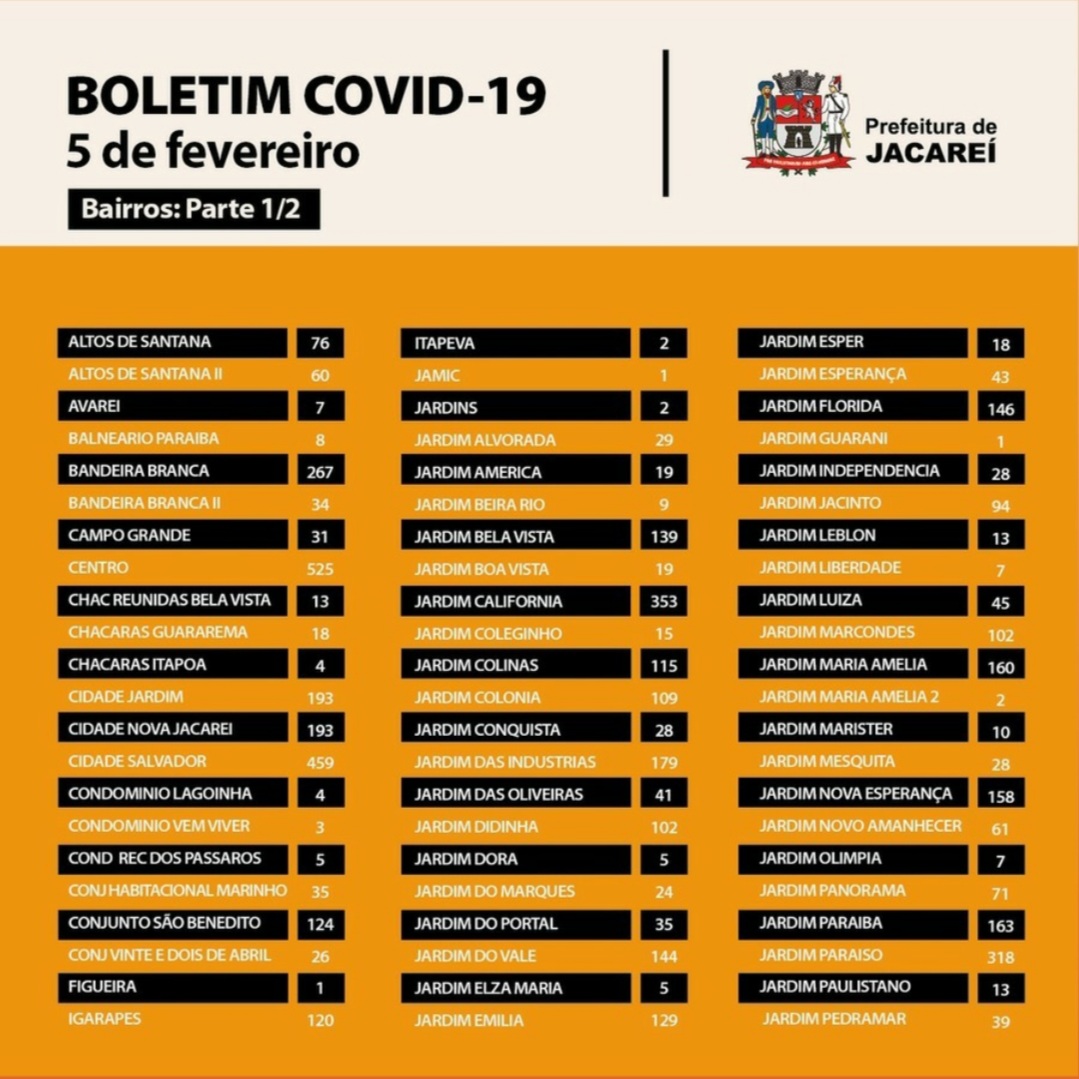 BOLETIM COVID-19
5 de fevereiro
Bairros: Parte 1/2
Prefeitura de
JACAREÍ
ALTOS DE SANTANA 76
ALTOS DE SANTANA II 60
AVAREI 7
BALNEARIO PARAIBA 8
BANDEIRA BRANCA 267
BANDEIRA BRANCA II 34
CAMPO GRANDE 31
CENTRO 525
CHAC REUNIDAS BELA VISTA 13
CHACARAS GUARAREMA 18
CHACARAS ITAPOA 4
CIDADE JARDIM 193
CIDADE NOVA JACAREI 193
CIDADE SALVADOR 459
CONDOMINIO LAGOINHA 4
CONDOMINIO VEM VIVER 3
COND REC DOS PASSAROS 5
CONJ HABITACIONAL MARINHO 35
CONJUNTO SÃO BENEDITO 124
CONJ VINTE E DOIS DE ABRIL 26
FIGUEIRA 1
IGARAPES 120
ITAPEVA 2
JAMIC 1
JARDINS 2
JARDIM ALVORADA 29
JARDIM AMERICA 19
JARDIM BEIRA RIO 9
JARDIM BELA VISTA 139
JARDIM BOA VISTA 19
JARDIM CALIFORNIA 353
JARDIM COLEGINHO 15
JARDIM COLINAS 115
JARDIM COLONIA 109
JARDIM CONQUISTA 28
JARDIM DAS INDUSTRIAS 179
JARDIM DAS OLIVEIRAS 41
JARDIM DIDINHA 102
JARDIM DORA 5
JARDIM DO MARQUES 24
JARDIM DO PORTAL 35
JARDIM DO VALE 144
JARDIM ELZA MARIA 5
JARDIM EMILIA 129
JARDIM ESPER 18
JARDIM ESPERANÇA 43
JARDIM FLORIDA 146
JARDIM GUARANI 1
JARDIM INDEPENDENCIA 28
JARDIM JACINTO 94
JARDIM LEBLON 13
JARDIM LIBERDADE 7
JARDIM LUIZA 45
JARDIM MARCONDES 102
JARDIM MARIA AMELIA 160
JARDIM MARIA AMELIA 2 2
JARDIM MARISTER 10
JARDIM MESQUITA 28
JARDIM NOVA ESPERANÇA 158
JARDIM NOVO AMANHECER 61
JARDIM OLIMPIA 7
JARDIM PANORAMA 71
JARDIM PARAIBA 163
JARDIM PARAISO 318
JARDIM PAULISTANO 13
JARDIM PEDRAMAR 39